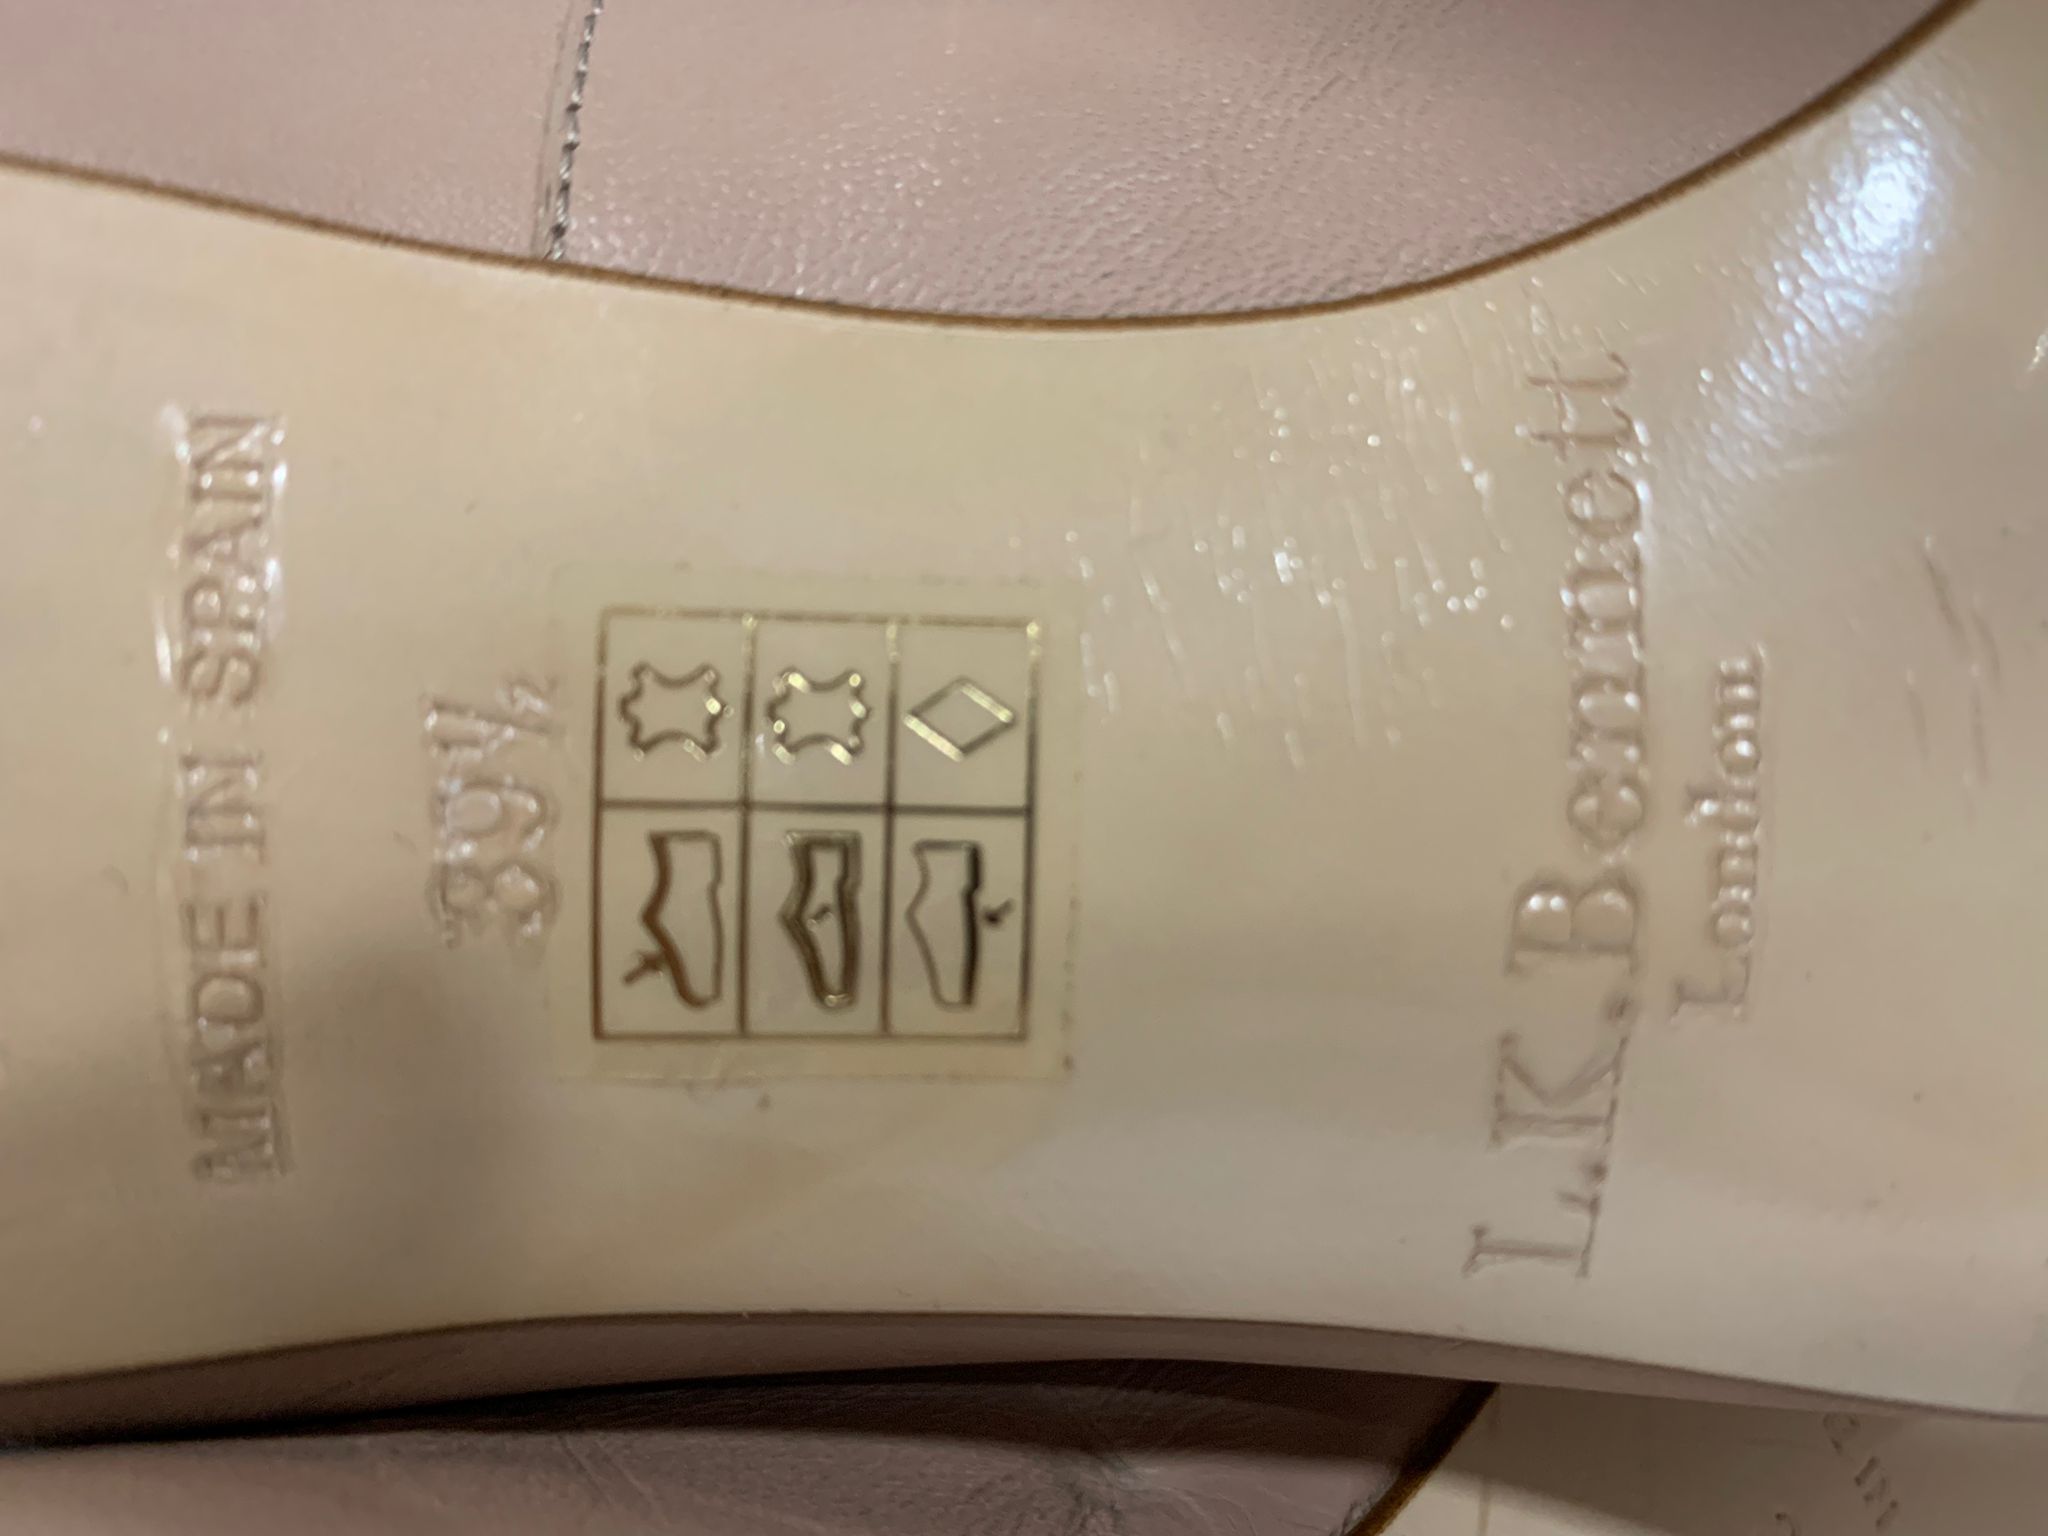 MADE IN SPAIN
39½
L.K.Bennett
London